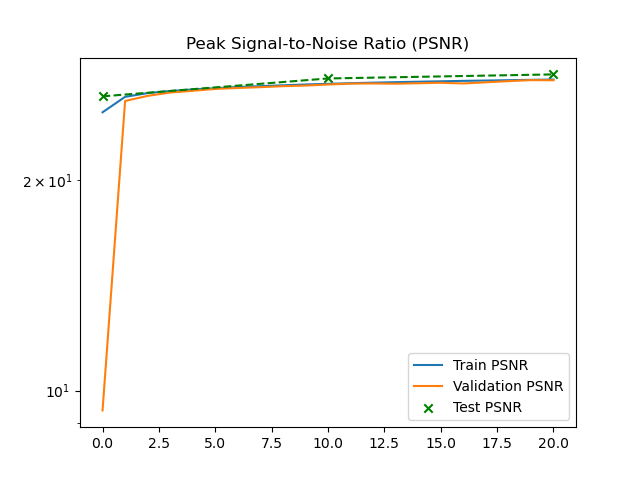 Peak Signal-to-Noise Ratio (PSNR)
2 × 10¹
10¹
0.0 2.5 5.0 7.5 10.0 12.5 15.0 17.5 20.0
Train PSNR
Validation PSNR
Test PSNR